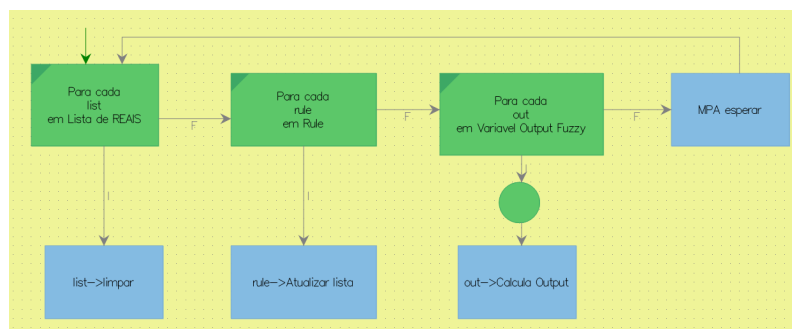 Para cada
list
em Lista de REAIS
F
Para cada
rule
em Rule
F
Para cada
out
em Variavel Output Fuzzy
F
MPA esperar
I
I
I
list->limpar
rule->Atualizar lista
out->Calcula Output